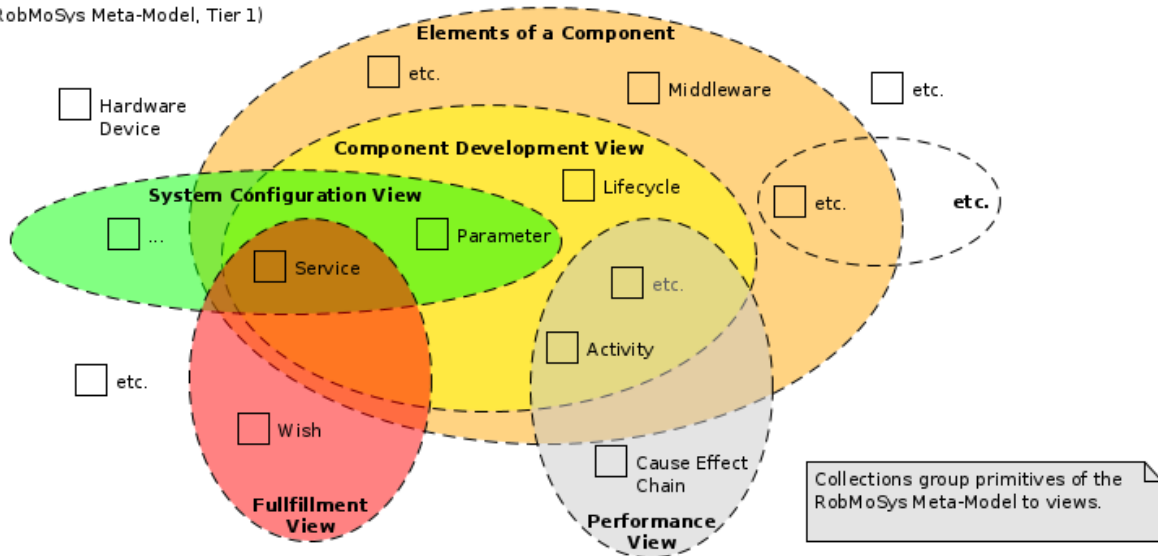 RobMoSys Meta-Model, Tier 1)
Elements of a Component
etc.
Middleware
etc.
Hardware
Device
Component Development View
Lifecycle
System Configuration View
etc.
etc.
...
Parameter
Service
etc.
Activity
etc.
Wish
Cause Effect
Chain
Collections group primitives of the
RobMoSys Meta-Model to views.
Fullfillment
View
Performance
View